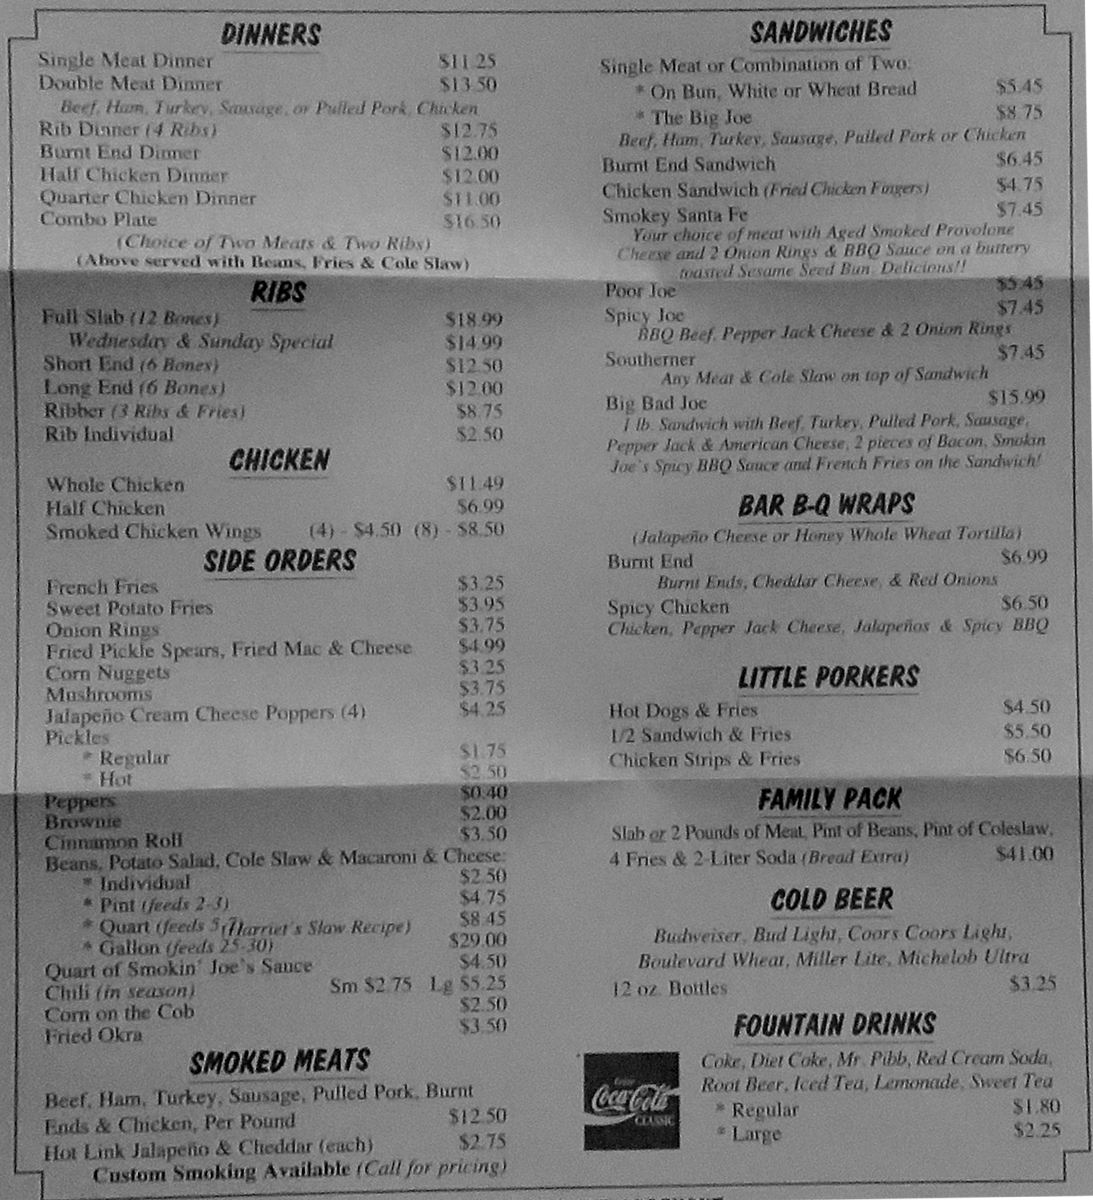 DINNERS
Single Meat Dinner $11.25
Double Meat Dinner $13.50
Beef, Ham, Turkey, Sausage, or Pulled Pork, Chicken
Rib Dinner (4 Ribs) $12.75
Burnt End Dinner $12.00
Half Chicken Dinner $12.00
Quarter Chicken Dinner $11.00
Combo Plate $16.50
(Choice of Two Meats & Two Ribs)
(Above served with Beans, Fries & Cole Slaw)
RIBS
Full Slab (12 Bones) $18.99
Wednesday & Sunday Special $14.99
Short End (6 Bones) $12.50
Long End (6 Bones) $12.00
Ribber (3 Ribs & Fries) $8.75
Rib Individual $2.50
CHICKEN
Whole Chicken $11.49
Half Chicken $6.99
Smoked Chicken Wings (4) - $4.50 (8) - $8.50
SIDE ORDERS
French Fries $3.25
Sweet Potato Fries $3.95
Onion Rings $3.75
Fried Pickle Spears, Fried Mac & Cheese $4.99
Corn Nuggets $3.25
Mushrooms $3.75
Jalapeño Cream Cheese Poppers (4) $4.25
Pickles
* Regular $1.75
* Hot $2.50
Peppers $0.40
Brownie $2.00
Cinnamon Roll $3.50
Beans, Potato Salad, Cole Slaw & Macaroni & Cheese:
* Individual $2.50
* Pint (feeds 2-3) $4.75
* Quart (feeds 5-7) (Harriet's Slaw Recipe) $8.45
* Gallon (feeds 25-30) $29.00
Quart of Smokin' Joe's Sauce $4.50
Chili (in season) Sm $2.75 Lg $5.25
Corn on the Cob $2.50
Fried Okra $3.50
SMOKED MEATS
Beef, Ham, Turkey, Sausage, Pulled Pork, Burnt
Ends & Chicken, Per Pound $12.50
Hot Link Jalapeño & Cheddar (each) $2.75
Custom Smoking Available (Call for pricing)
SANDWICHES
Single Meat or Combination of Two:
* On Bun, White or Wheat Bread $5.45
* The Big Joe $8.75
Beef, Ham, Turkey, Sausage, Pulled Pork or Chicken
Burnt End Sandwich $6.45
Chicken Sandwich (Fried Chicken Fingers) $4.75
Smokey Santa Fe $7.45
Your choice of meat with Aged Smoked Provolone
Cheese and 2 Onion Rings & BBQ Sauce on a buttery
toasted Sesame Seed Bun. Delicious!!
Poor Joe $5.45
Spicy Joe $7.45
BBQ Beef, Pepper Jack Cheese & 2 Onion Rings
Southerner $7.45
Any Meat & Cole Slaw on top of Sandwich
Big Bad Joe $15.99
1 lb. Sandwich with Beef, Turkey, Pulled Pork, Sausage,
Pepper Jack & American Cheese, 2 pieces of Bacon, Smokin
Joe's Spicy BBQ Sauce and French Fries on the Sandwich!
BAR B-Q WRAPS
(Jalapeño Cheese or Honey Whole Wheat Tortilla)
Burnt End $6.99
Burnt Ends, Cheddar Cheese, & Red Onions
Spicy Chicken $6.50
Chicken, Pepper Jack Cheese, Jalapeños & Spicy BBQ
LITTLE PORKERS
Hot Dogs & Fries $4.50
1/2 Sandwich & Fries $5.50
Chicken Strips & Fries $6.50
FAMILY PACK
Slab or 2 Pounds of Meat, Pint of Beans, Pint of Coleslaw,
4 Fries & 2-Liter Soda (Bread Extra) $41.00
COLD BEER
Budweiser, Bud Light, Coors Coors Light,
Boulevard Wheat, Miller Lite, Michelob Ultra
12 oz. Bottles $3.25
FOUNTAIN DRINKS
Coke, Diet Coke, Mr. Pibb, Red Cream Soda,
Root Beer, Iced Tea, Lemonade, Sweet Tea
* Regular $1.80
* Large $2.25
Coca-Cola
CLASSIC